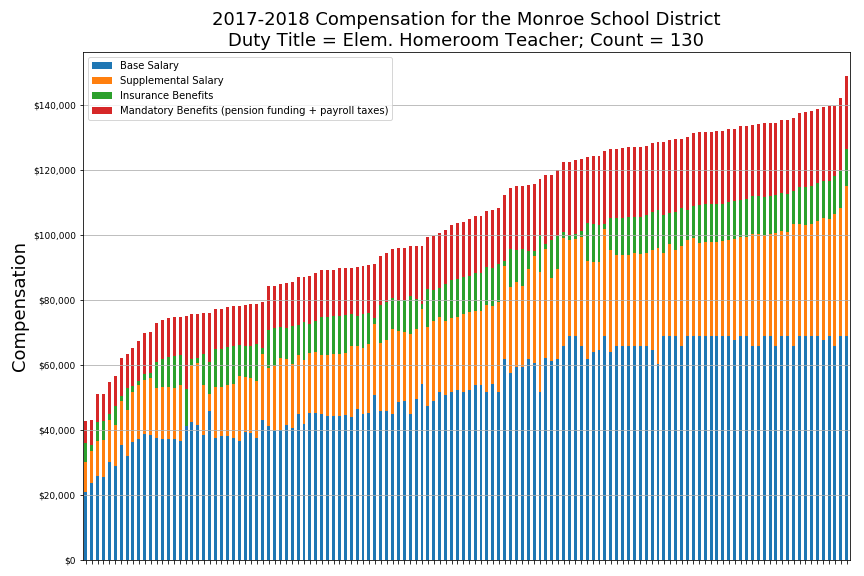 2017-2018 Compensation for the Monroe School District
Duty Title = Elem. Homeroom Teacher; Count = 130
Base Salary
Supplemental Salary
Insurance Benefits
Mandatory Benefits (pension funding + payroll taxes)
Compensation
$140,000
$120,000
$100,000
$80,000
$60,000
$40,000
$20,000
$0